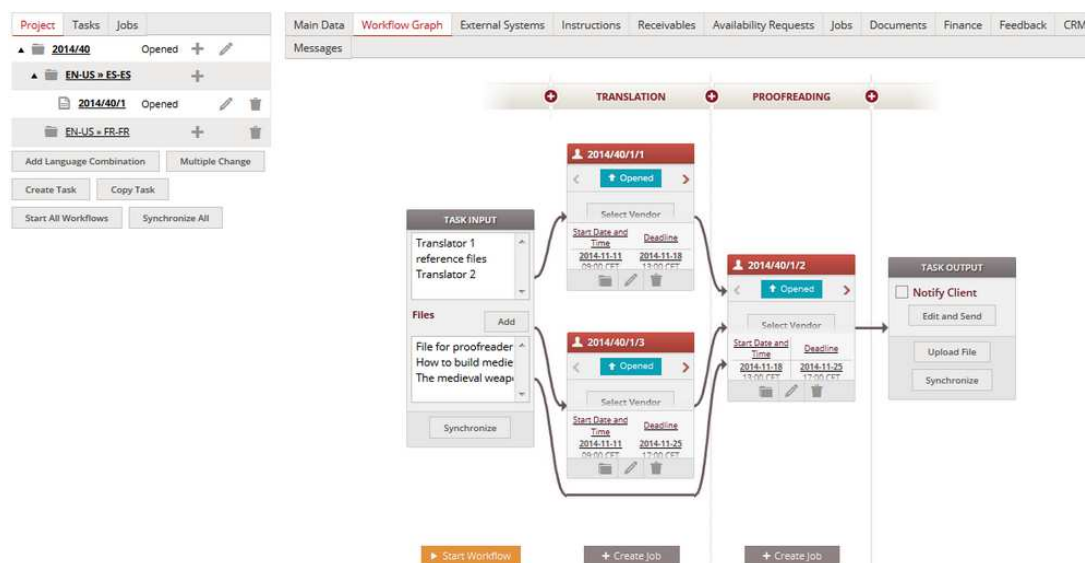 Project Tasks Jobs
2014/40 Opened
EN-US » ES-ES
2014/40/1 Opened
EN-US » FR-FR
Add Language Combination Multiple Change
Create Task Copy Task
Start All Workflows Synchronize All
Main Data Workflow Graph External Systems Instructions Receivables Availability Requests Jobs Documents Finance Feedback CRM
Messages
TRANSLATION PROOFREADING
TASK INPUT
Translator 1
reference files
Translator 2
Files Add
File for proofreader
How to build medie
The medieval weap
Synchronize
Start Workflow
2014/40/1/1
Opened
Select Vendor
Start Date and Time Deadline
2014-11-11 2014-11-18
09:00 CET 13:00 CET
2014/40/1/3
Opened
Select Vendor
Start Date and Time Deadline
2014-11-11 2014-11-25
09:00 CET 17:00 CET
+ Create Job
2014/40/1/2
Opened
Select Vendor
Start Date and Time Deadline
2014-11-18 2014-11-25
13:00 CET 17:00 CET
+ Create Job
TASK OUTPUT
Notify Client
Edit and Send
Upload File
Synchronize